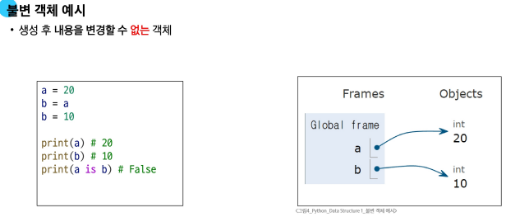 불변 객체 예시
• 생성 후 내용을 변경할 수 없는 객체
a = 20
b = a
b = 10
print(a) # 20
print(b) # 10
print(a is b) # False
Frames Objects
Global frame
a
b
int
20
int
10